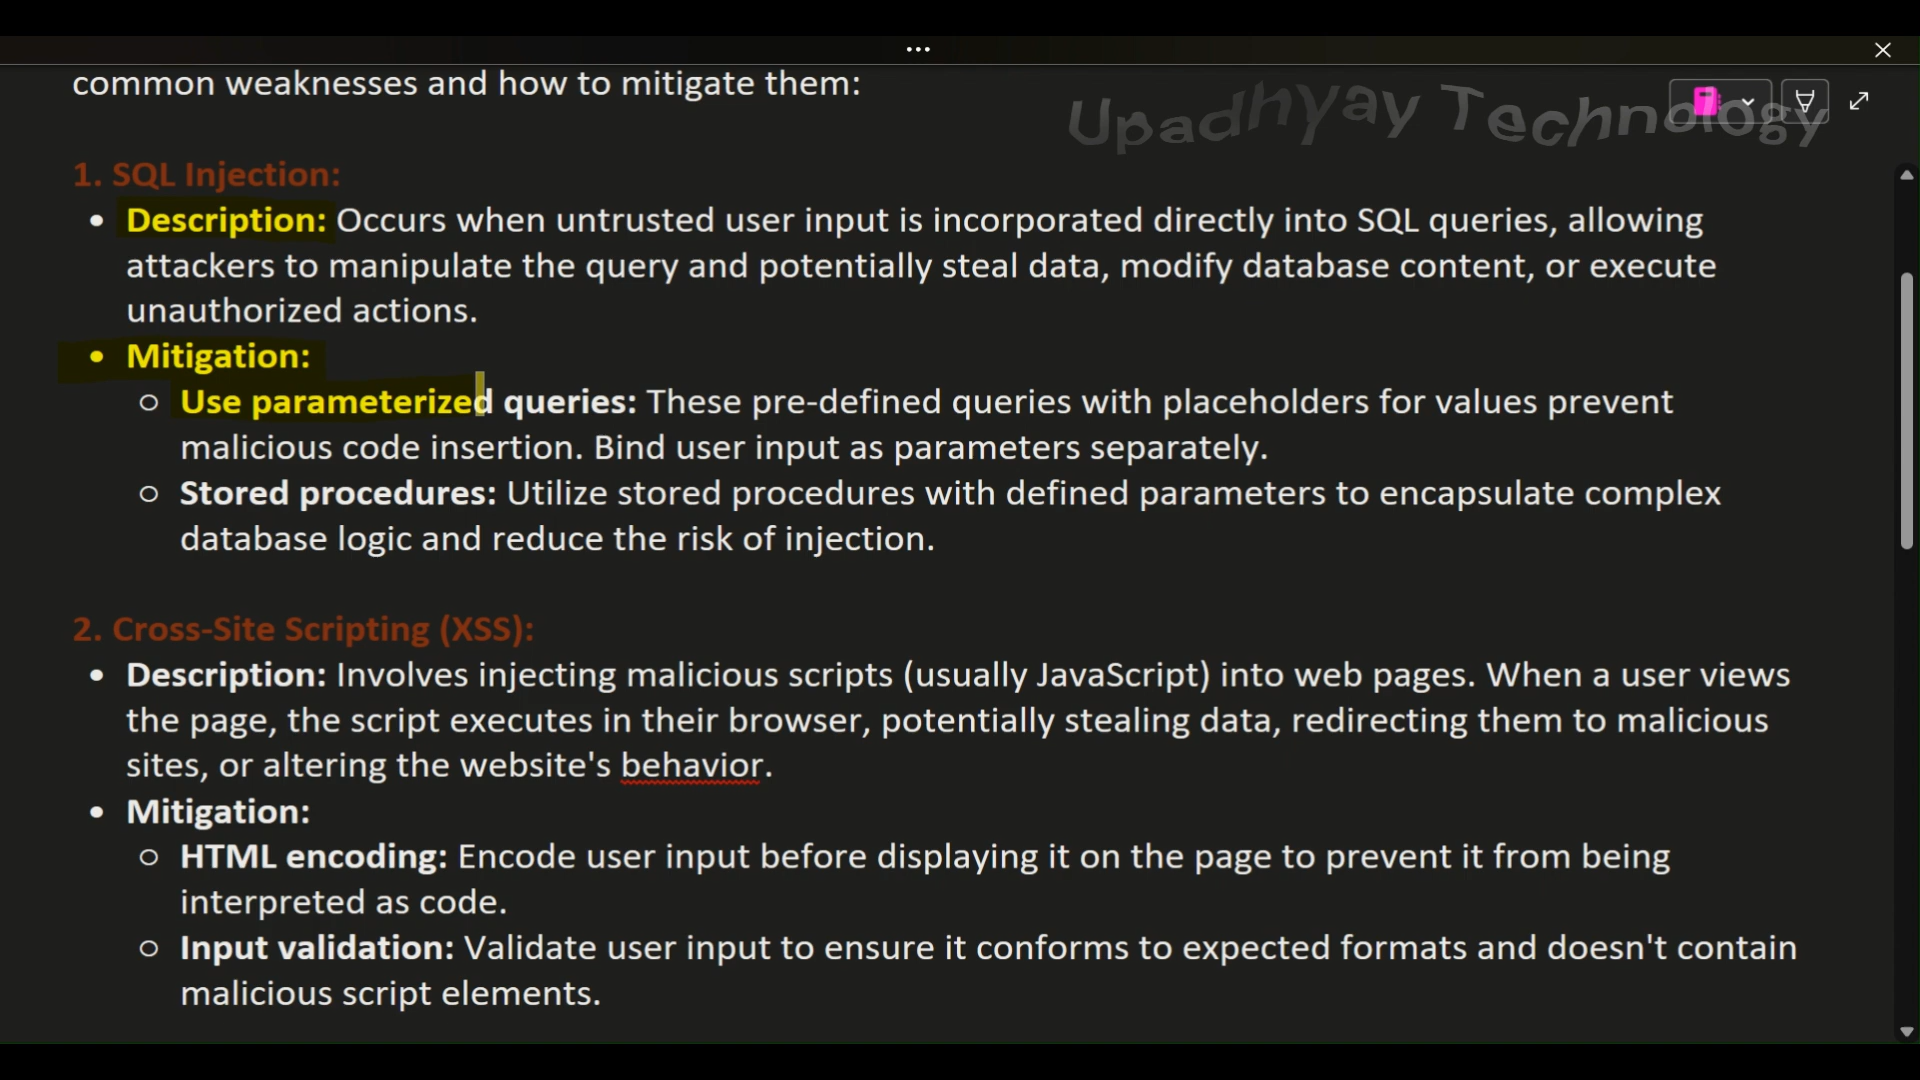 common weaknesses and how to mitigate them:
Upadhyay Technology
1. SQL Injection:
• Description: Occurs when untrusted user input is incorporated directly into SQL queries, allowing
attackers to manipulate the query and potentially steal data, modify database content, or execute
unauthorized actions.
• Mitigation:
○ Use parameterized queries: These pre-defined queries with placeholders for values prevent
malicious code insertion. Bind user input as parameters separately.
○ Stored procedures: Utilize stored procedures with defined parameters to encapsulate complex
database logic and reduce the risk of injection.
2. Cross-Site Scripting (XSS):
• Description: Involves injecting malicious scripts (usually JavaScript) into web pages. When a user views
the page, the script executes in their browser, potentially stealing data, redirecting them to malicious
sites, or altering the website's behavior.
• Mitigation:
○ HTML encoding: Encode user input before displaying it on the page to prevent it from being
interpreted as code.
○ Input validation: Validate user input to ensure it conforms to expected formats and doesn't contain
malicious script elements.